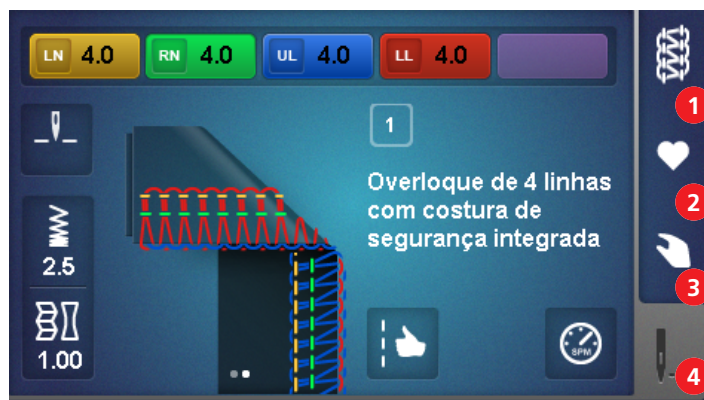 LN 4.0 RN 4.0 UL 4.0 LL 4.0
1
1
Overloque de 4 linhas
com costura de
segurança integrada
2
2.5
3
1.00
SPM
4